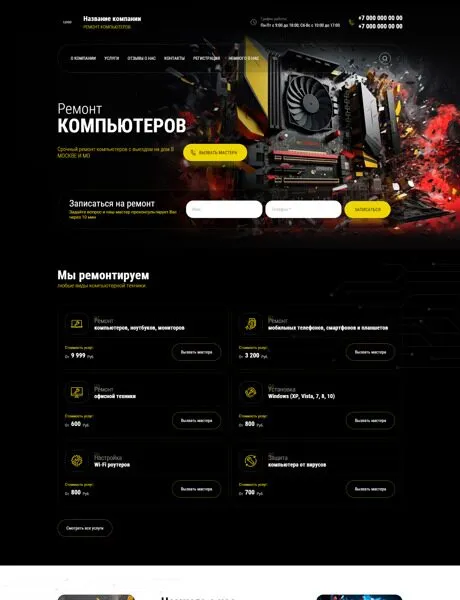 Название компании
РЕМОНТ КОМПЬЮТЕРОВ
График работы:
Пн-Пт с 9:00 до 18:00, Сб-Вс с 10:00 до 17:00
+7 000 000 00 00
+7 000 000 00 00
О КОМПАНИИ УСЛУГИ ОТЗЫВЫ О НАС КОНТАКТЫ РЕГИСТРАЦИЯ НЕМНОГО О НАС
Ремонт
КОМПЬЮТЕРОВ
Срочный ремонт компьютеров с выездом на дом В
МОСКВЕ И МО
ВЫЗВАТЬ МАСТЕРА
Записаться на ремонт
Задайте вопрос и наш мастер проконсультирует Вас
через 10 мин
Телефон *
ЗАПИСАТЬСЯ
Мы ремонтируем
любые виды компьютерной техники
Ремонт
компьютеров, ноутбуков, мониторов
Стоимость услуг:
От 9 999 Руб.
Вызвать мастера
Ремонт
мобильных телефонов, смартфонов и планшетов
Стоимость услуг:
От 3 200 Руб.
Вызвать мастера
Ремонт
офисной техники
Стоимость услуг:
От 600 Руб.
Вызвать мастера
Установка
Windows (XP, Vista, 7, 8, 10)
Стоимость услуг:
От 800 Руб.
Вызвать мастера
Настройка
Wi-Fi роутеров
Стоимость услуг:
От 800 Руб.
Вызвать мастера
Защита
компьютера от вирусов
Стоимость услуг:
От 700 Руб.
Вызвать мастера
Смотреть все услуги